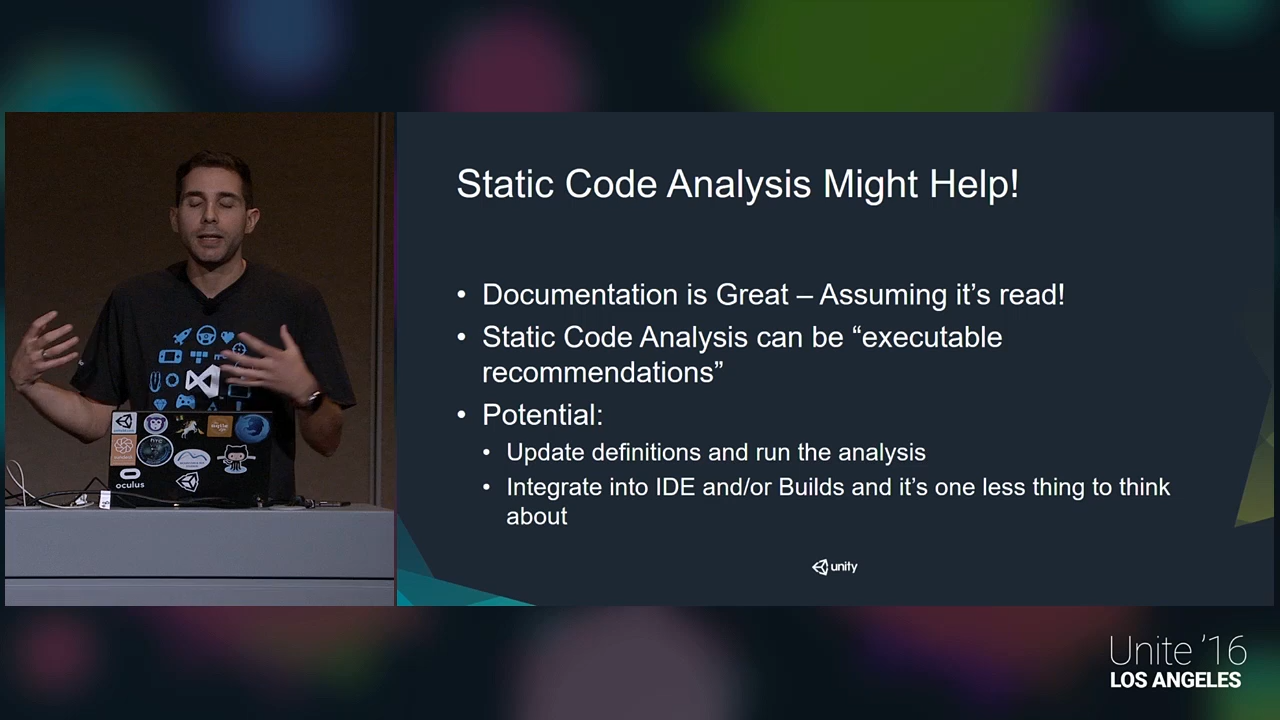 Static Code Analysis Might Help!
• Documentation is Great – Assuming it’s read!
• Static Code Analysis can be “executable
recommendations”
• Potential:
• Update definitions and run the analysis
• Integrate into IDE and/or Builds and it’s one less thing to think
about
unity
oculus
Unite ’16
LOS ANGELES